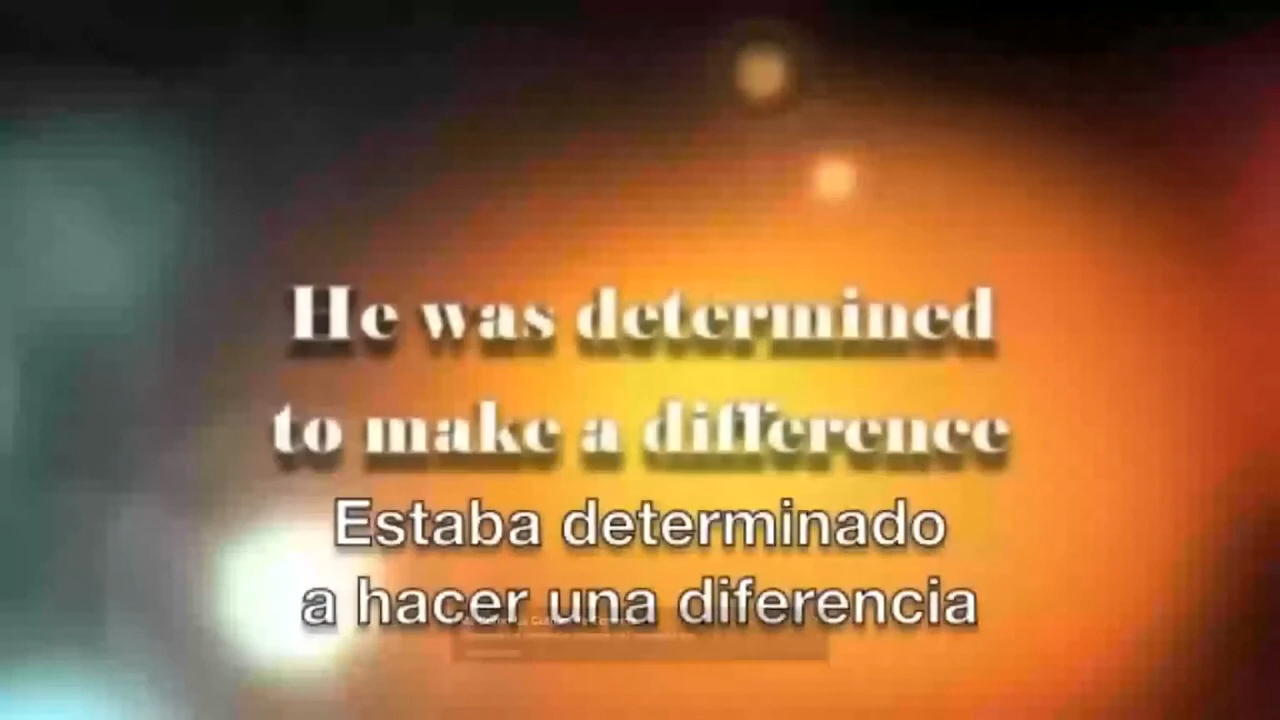 He was determined
to make a difference
Estaba determinado
a hacer una diferencia